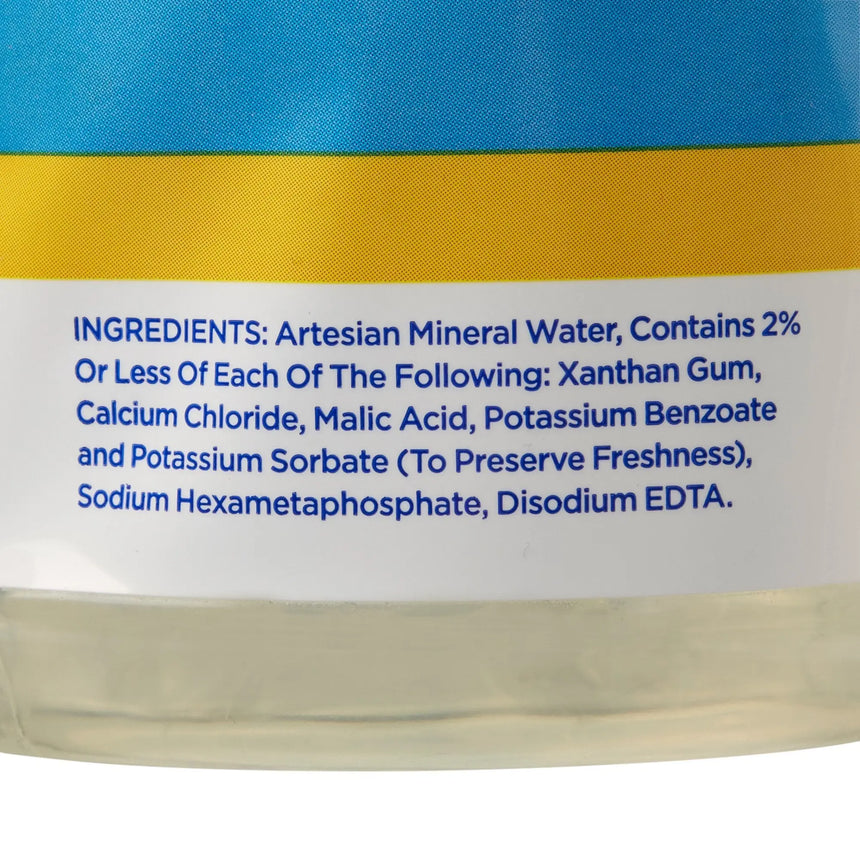 INGREDIENTS: Artesian Mineral Water, Contains 2%
Or Less Of Each Of The Following: Xanthan Gum,
Calcium Chloride, Malic Acid, Potassium Benzoate
and Potassium Sorbate (To Preserve Freshness),
Sodium Hexametaphosphate, Disodium EDTA.